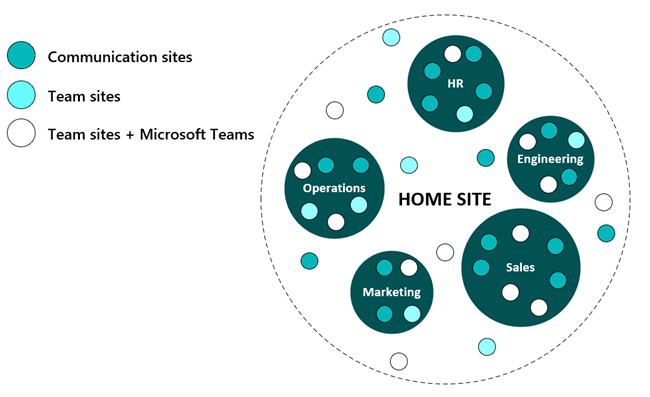 Communication sites
Team sites
Team sites + Microsoft Teams
HR
Engineering
Operations
HOME SITE
Sales
Marketing